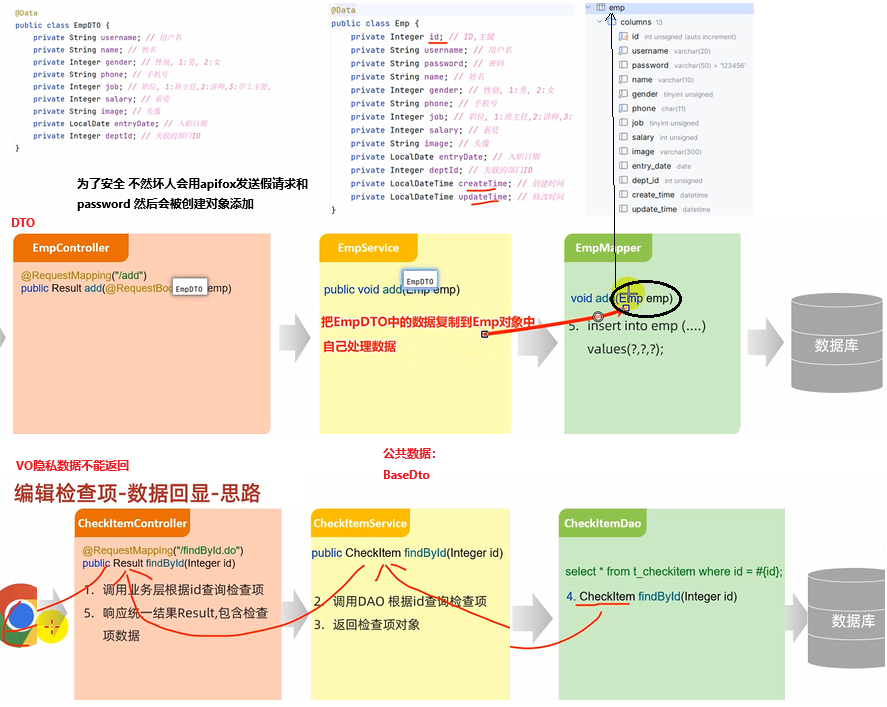 @Data
public class EmpDTO {
private String username; // 用户名
private String name; // 姓名
private Integer gender; // 性别, 1:男, 2:女
private String phone; // 手机号
private Integer job; // 职位, 1:班主任,2:讲师,3:学工主管,
private Integer salary; // 薪资
private String image; // 头像
private LocalDate entryDate; // 入职日期
private Integer deptId; // 关联的部门ID
}
@Data
public class Emp {
private Integer id; // ID,主键
private String username; // 用户名
private String password; // 密码
private String name; // 姓名
private Integer gender; // 性别, 1:男, 2:女
private String phone; // 手机号
private Integer job; // 职位, 1:班主任,2:讲师,3:
private Integer salary; // 薪资
private String image; // 头像
private LocalDate entryDate; // 入职日期
private Integer deptId; // 关联的部门ID
private LocalDateTime createTime; // 创建时间
private LocalDateTime updateTime; // 修改时间
}
emp
columns 13
id int unsigned (auto increment)
username varchar(20)
password varchar(50) = '123456'
name varchar(10)
gender tinyint unsigned
phone char(11)
job tinyint unsigned
salary int unsigned
image varchar(300)
entry_date date
dept_id int unsigned
create_time datetime
update_time datetime
为了安全 不然坏人会用apifox发送假请求和
password 然后会被创建对象添加
DTO
EmpController
@RequestMapping("/add")
public Result add(@RequestBod EmpDTO emp)
EmpService
EmpDTO
public void add(Emp emp)
把EmpDTO中的数据复制到Emp对象中
自己处理数据
EmpMapper
void add(Emp emp)
5. insert into emp (....)
values(?,?,?);
数据库
VO隐私数据不能返回
公共数据:
BaseDto
编辑检查项-数据回显-思路
CheckItemController
@RequestMapping("/findById.do")
public Result findById(Integer id)
1. 调用业务层根据id查询检查项
5. 响应统一结果Result,包含检查
项数据
CheckItemService
public CheckItem findById(Integer id)
2. 调用DAO 根据id查询检查项
3. 返回检查项对象
CheckItemDao
select * from t_checkitem where id = #{id};
4. CheckItem findById(Integer id)
数据库